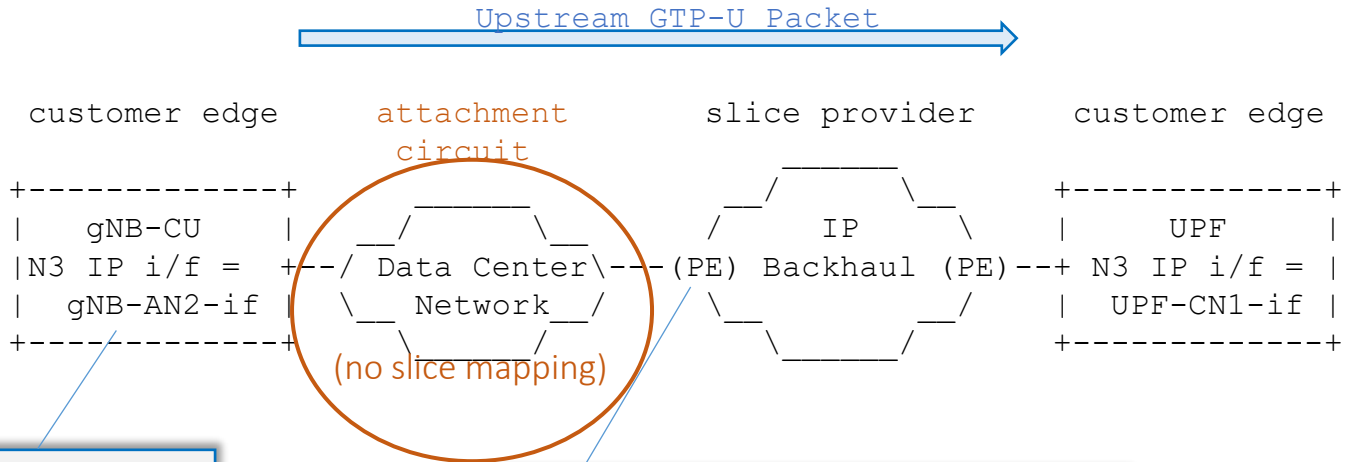 Upstream GTP-U Packet
customer edge attachment slice provider customer edge
circuit
gNB-CU IP UPF
N3 IP i/f = Data Center (PE) Backhaul (PE) N3 IP i/f =
gNB-AN2-if Network UPF-CN1-if
(no slice mapping)